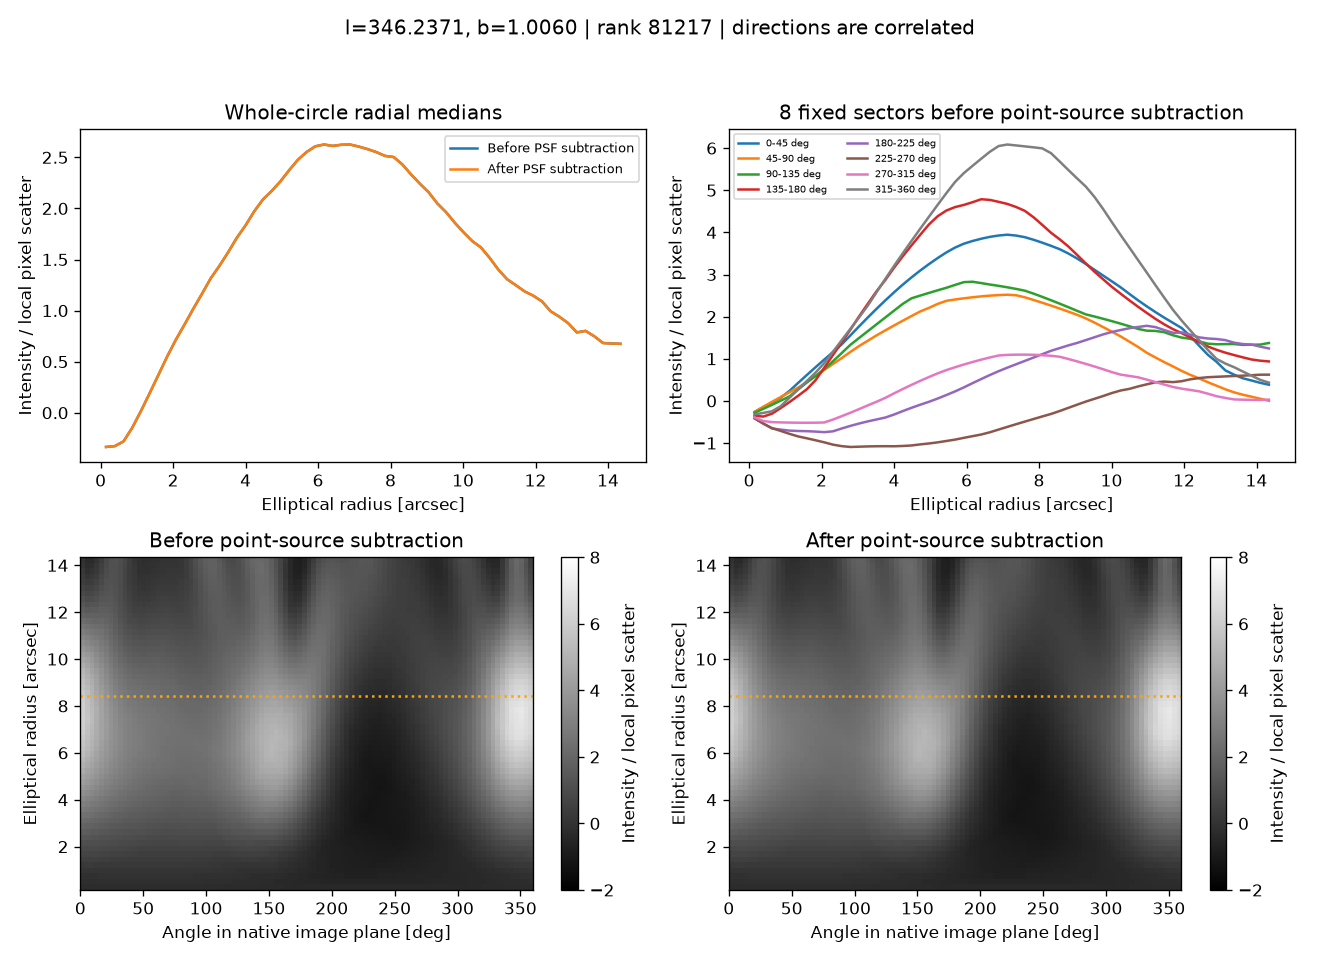 l=346.2371, b=1.0060 | rank 81217 | directions are correlated
Whole-circle radial medians
Intensity / local pixel scatter
2.5
2.0
1.5
1.0
0.5
0.0
Before PSF subtraction
After PSF subtraction
0 2 4 6 8 10 12 14
Elliptical radius [arcsec]
8 fixed sectors before point-source subtraction
Intensity / local pixel scatter
6
5
4
3
2
1
0
−1
0-45 deg
45-90 deg
90-135 deg
135-180 deg
180-225 deg
225-270 deg
270-315 deg
315-360 deg
0 2 4 6 8 10 12 14
Elliptical radius [arcsec]
Before point-source subtraction
Elliptical radius [arcsec]
14
12
10
8
6
4
2
0 50 100 150 200 250 300 350
Angle in native image plane [deg]
8
6
4
2
0
−2
Intensity / local pixel scatter
After point-source subtraction
Elliptical radius [arcsec]
14
12
10
8
6
4
2
0 50 100 150 200 250 300 350
Angle in native image plane [deg]
8
6
4
2
0
−2
Intensity / local pixel scatter